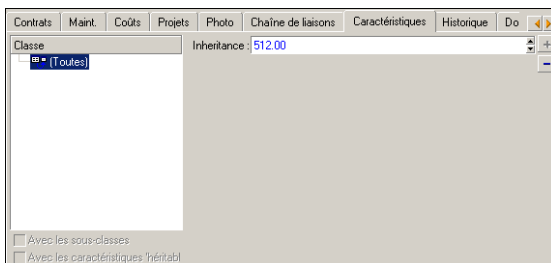 Contrats Maint. Coûts Projets Photo Chaîne de liaisons Caractéristiques Historique Do
Classe Inheritance : 512.00
(Toutes)
Avec les sous-classes
Avec les caractéristiques 'héritabl